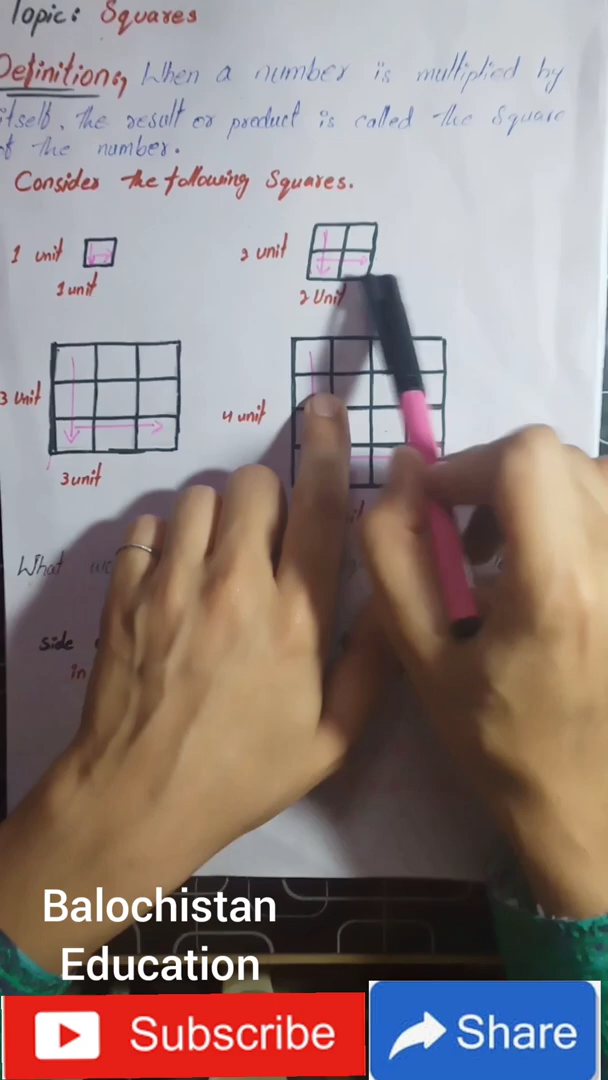 Topic: Squares
Definition, When a number is multiplied by
itself, the result or product is called the Square
of the number.
Consider the following Squares.
1 unit
1 unit
2 unit
2 Unit
3 Unit
3 unit
4 unit
What
side
in
Balochistan
Education
Subscribe
Share